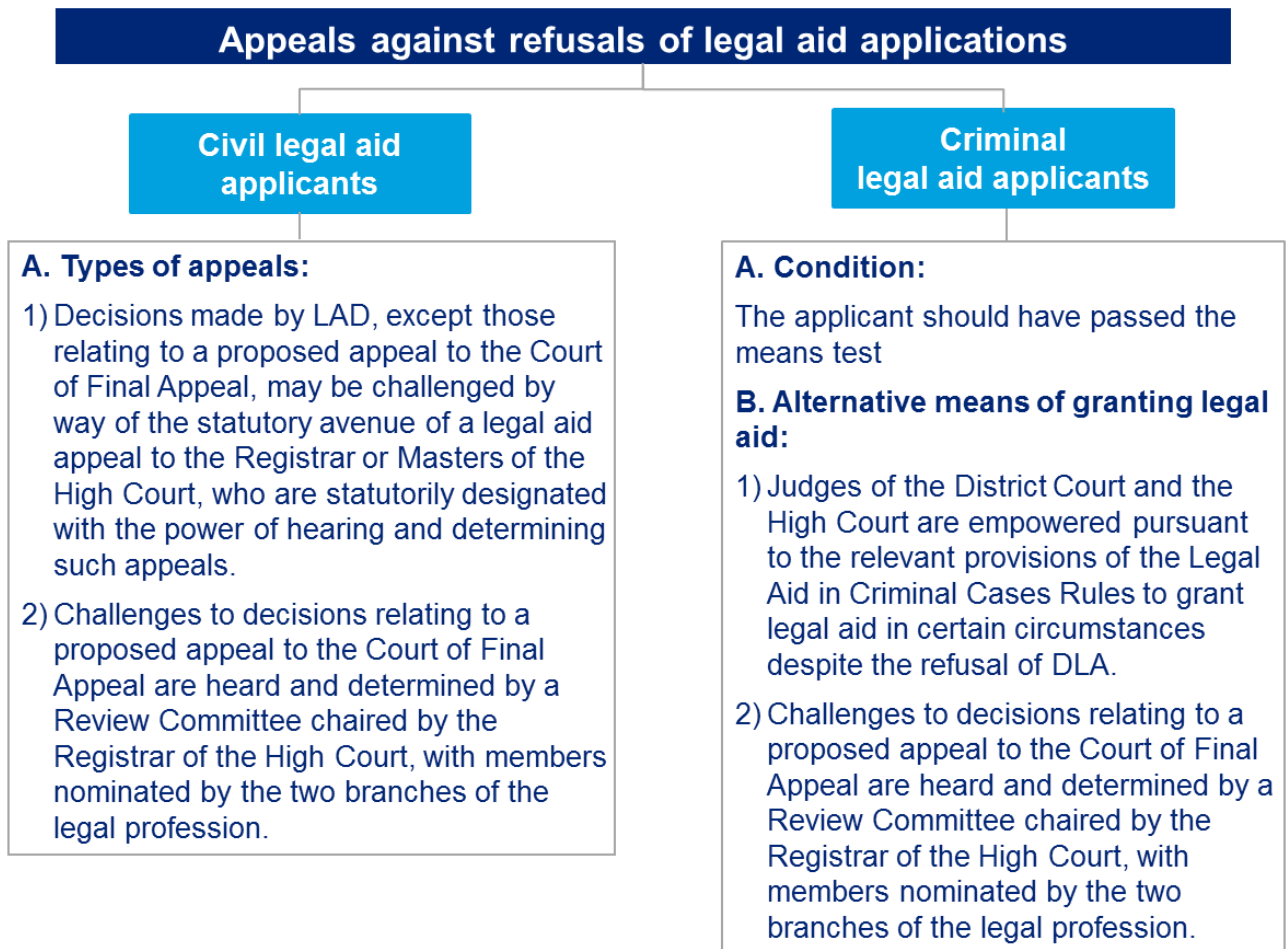 Appeals against refusals of legal aid applications
Civil legal aid
applicants
A. Types of appeals:
1) Decisions made by LAD, except those
relating to a proposed appeal to the Court
of Final Appeal, may be challenged by
way of the statutory avenue of a legal aid
appeal to the Registrar or Masters of the
High Court, who are statutorily designated
with the power of hearing and determining
such appeals.
2) Challenges to decisions relating to a
proposed appeal to the Court of Final
Appeal are heard and determined by a
Review Committee chaired by the
Registrar of the High Court, with members
nominated by the two branches of the
legal profession.
Criminal
legal aid applicants
A. Condition:
The applicant should have passed the
means test
B. Alternative means of granting legal
aid:
1) Judges of the District Court and the
High Court are empowered pursuant
to the relevant provisions of the Legal
Aid in Criminal Cases Rules to grant
legal aid in certain circumstances
despite the refusal of DLA.
2) Challenges to decisions relating to a
proposed appeal to the Court of Final
Appeal are heard and determined by a
Review Committee chaired by the
Registrar of the High Court, with
members nominated by the two
branches of the legal profession.